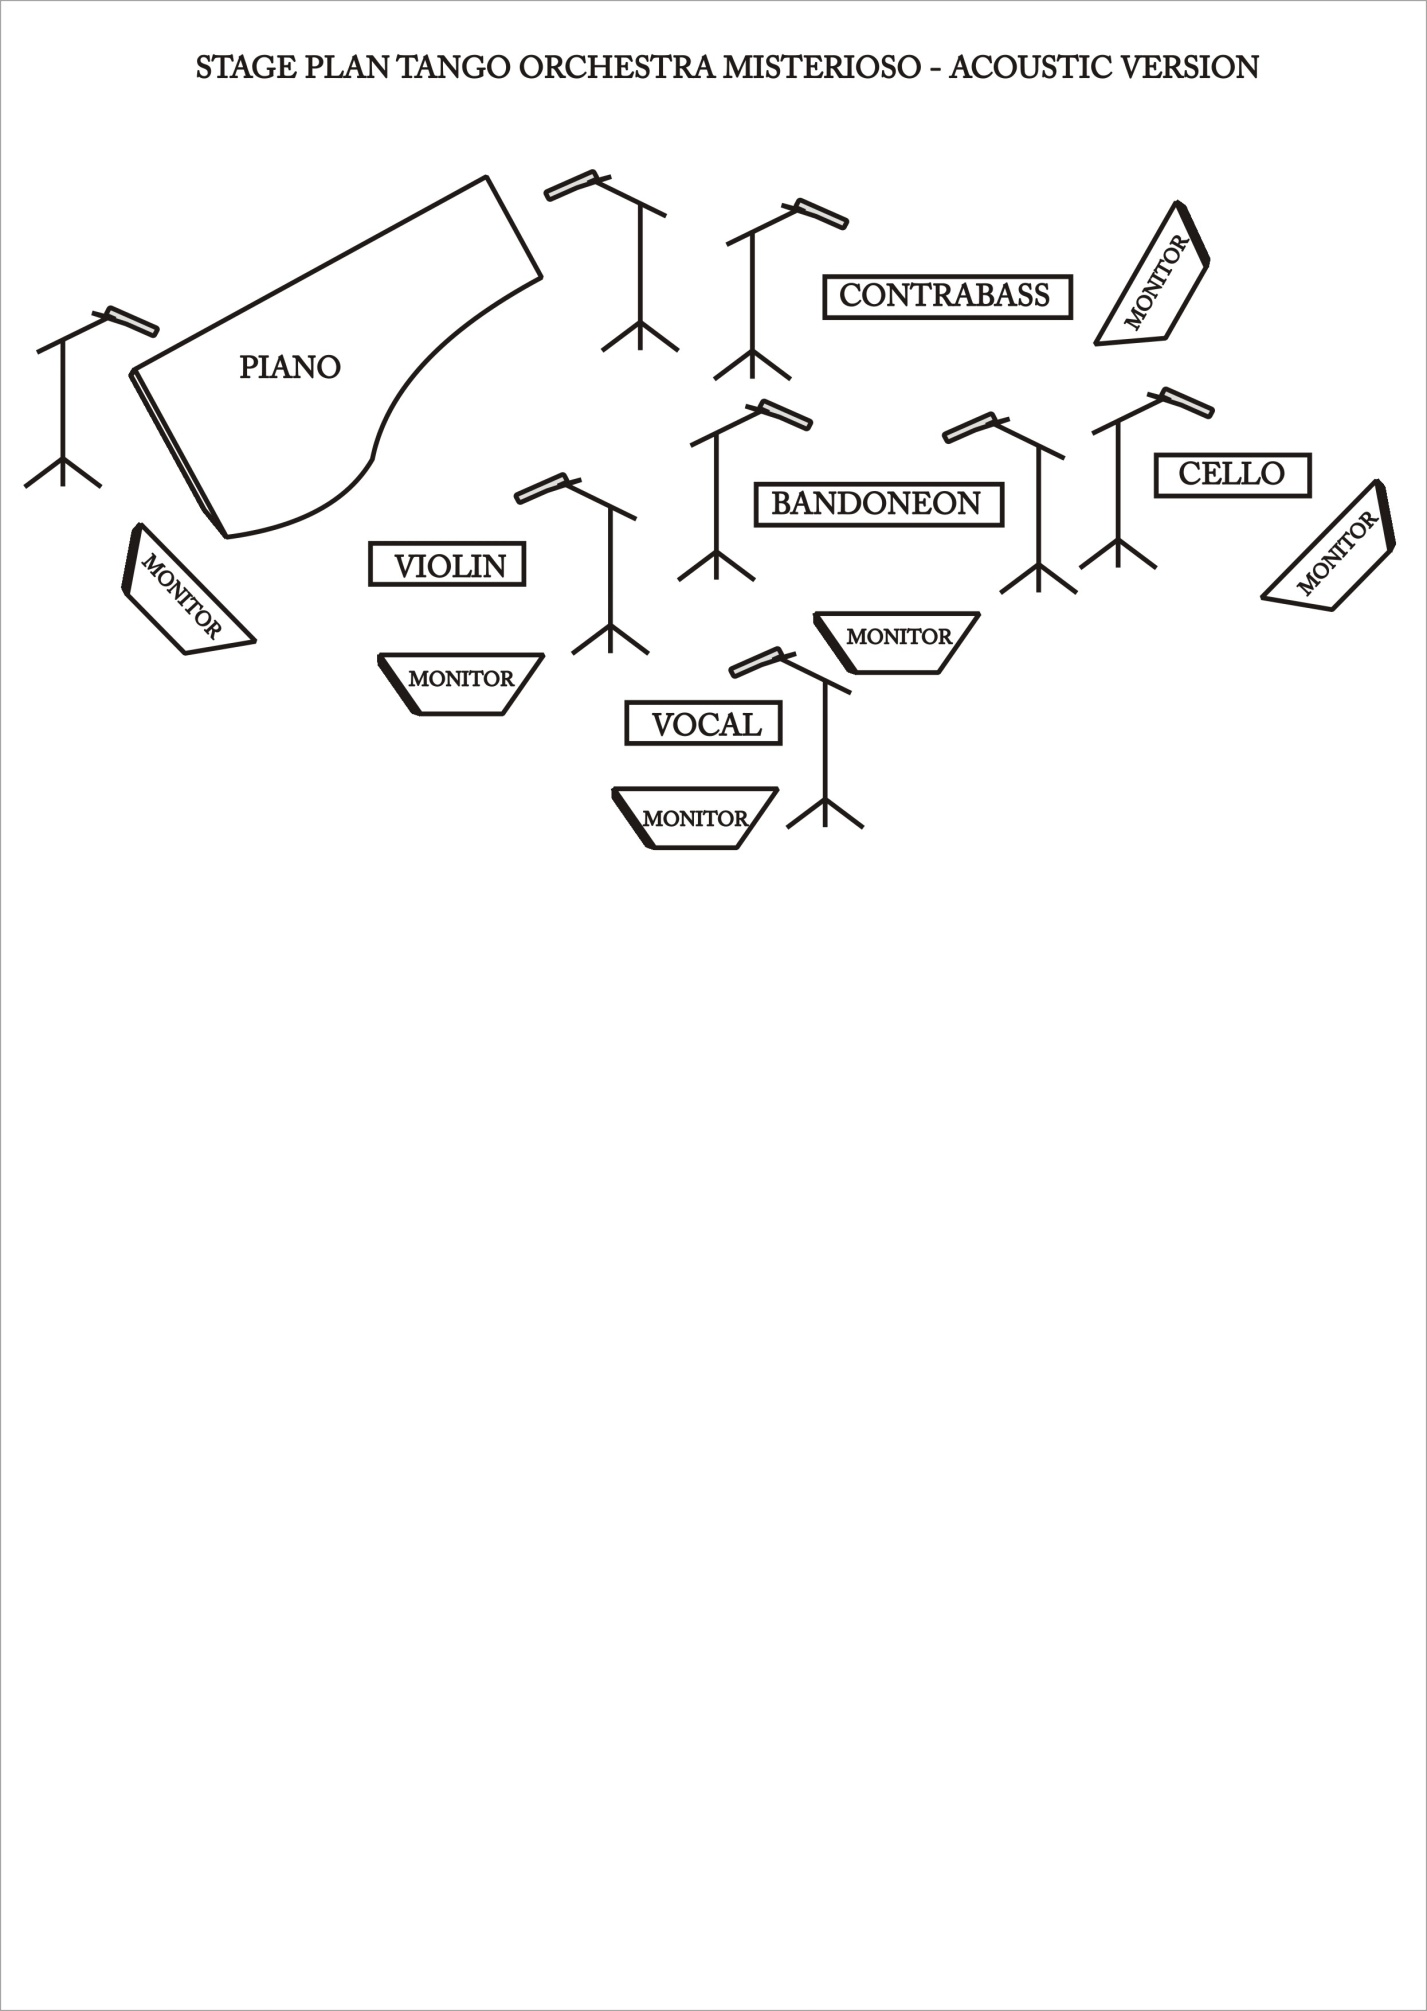 STAGE PLAN TANGO ORCHESTRA MISTERIOSO - ACOUSTIC VERSION
MONITOR
CONTRABASS
PIANO
CELLO
BANDONEON
MONITOR
VIOLIN
MONITOR
MONITOR
MONITOR
VOCAL
MONITOR